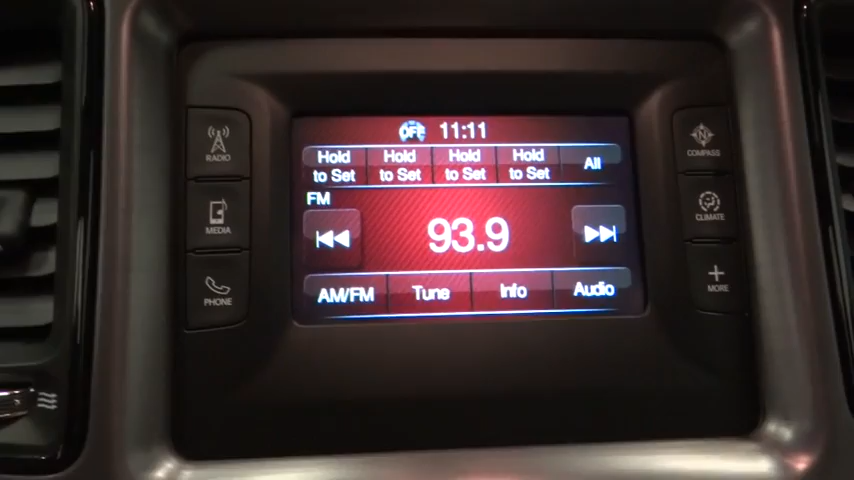 OFF 11:11
Hold to Set Hold to Set Hold to Set Hold to Set All
FM
93.9
AM/FM Tune Info Audio
RADIO
MEDIA
PHONE
N
COMPASS
CLIMATE
MORE